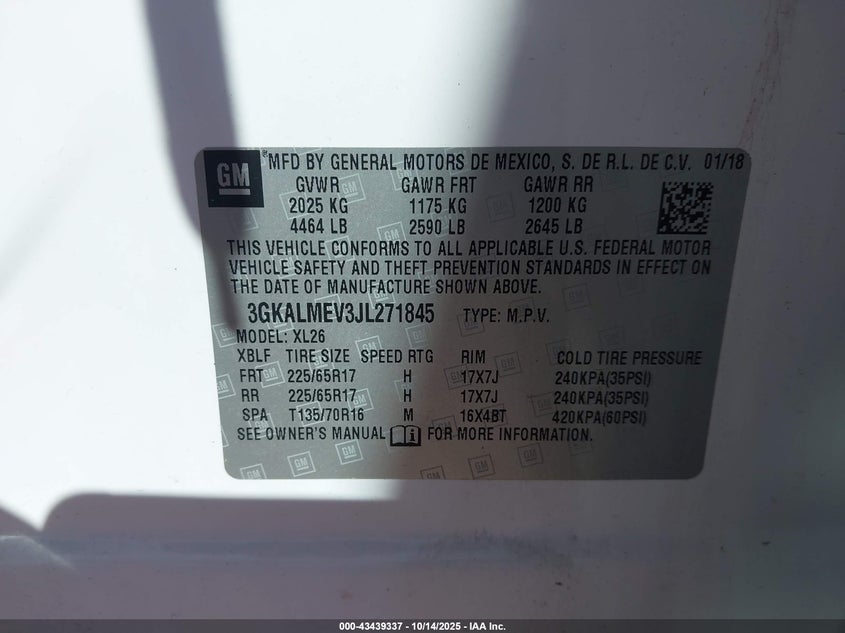 GM ®MFD BY GENERAL MOTORS DE MEXICO, S. DE R.L. DE C.V. 01/18
GVWR GAWR FRT GAWR RR
2025 KG 1175 KG 1200 KG
4464 LB 2590 LB 2645 LB
THIS VEHICLE CONFORMS TO ALL APPLICABLE U.S. FEDERAL MOTOR
VEHICLE SAFETY AND THEFT PREVENTION STANDARDS IN EFFECT ON
THE DATE OF MANUFACTURE SHOWN ABOVE.
3GKALMEV3JL271845 TYPE: M.P.V.
MODEL: XL26
XBLF TIRE SIZE SPEED RTG RIM COLD TIRE PRESSURE
FRT 225/65R17 H 17X7J 240KPA(35PSI)
RR 225/65R17 H 17X7J 240KPA(35PSI)
SPA T135/70R16 M 16X4BT 420KPA(60PSI)
SEE OWNER'S MANUAL FOR MORE INFORMATION.
000-43439337 - 10/14/2025 - IAA Inc.